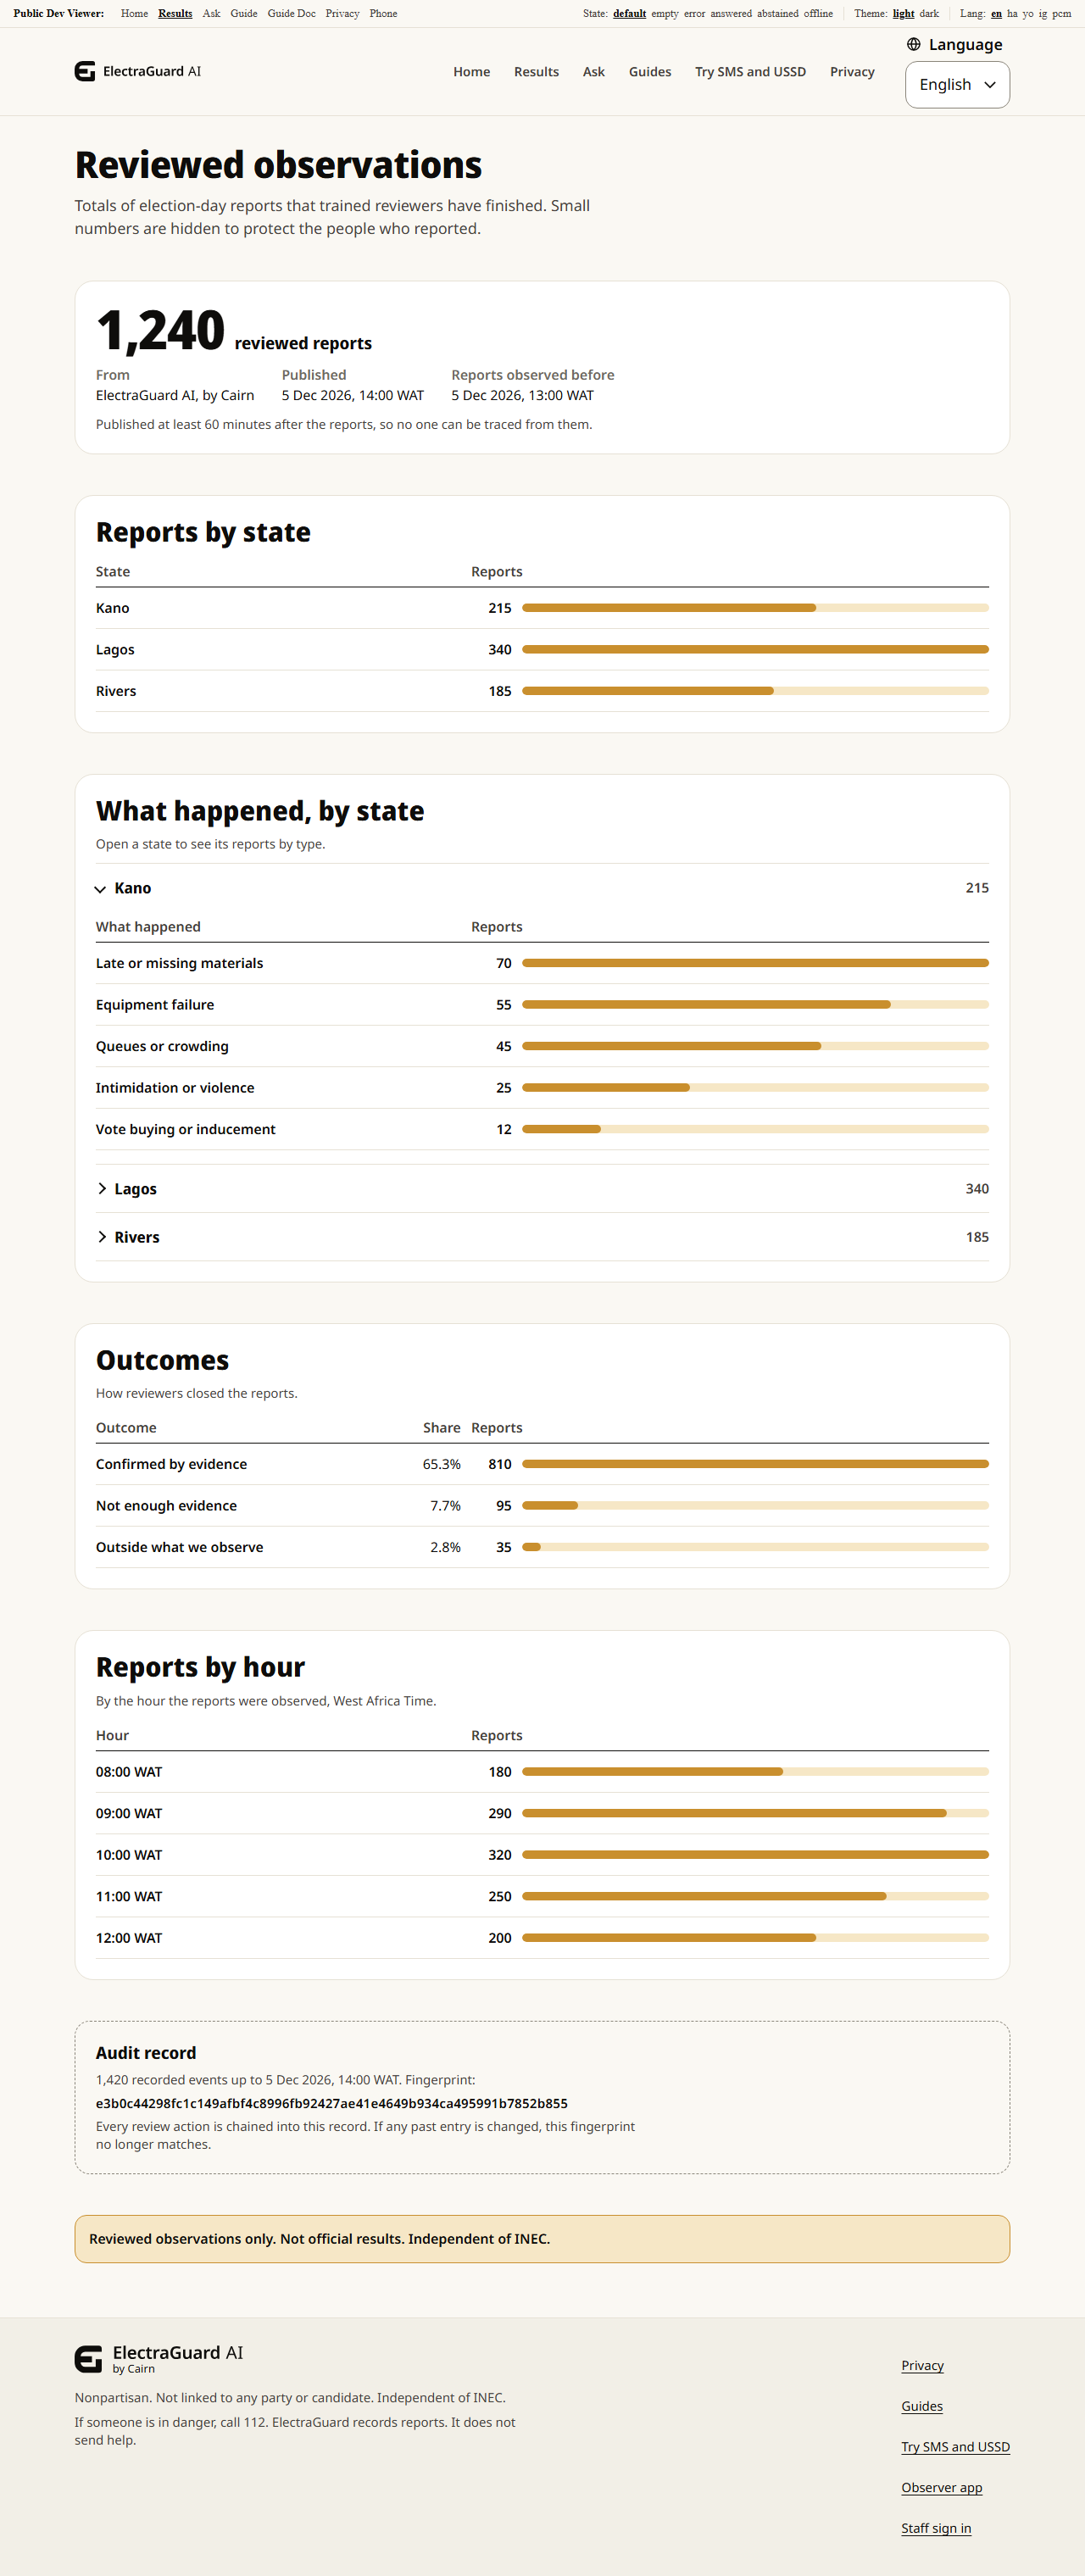 Public Dev Viewer: Home Results Ask Guide Guide Doc Privacy Phone State: default empty error answered abstained offline Theme: light dark Lang: en ha yo ig pcm
ElectraGuard AI
Home Results Ask Guides Try SMS and USSD Privacy
Language
English
Reviewed observations
Totals of election-day reports that trained reviewers have finished. Small
numbers are hidden to protect the people who reported.
1,240 reviewed reports
From Published Reports observed before
ElectraGuard AI, by Cairn 5 Dec 2026, 14:00 WAT 5 Dec 2026, 13:00 WAT
Published at least 60 minutes after the reports, so no one can be traced from them.
Reports by state
State Reports
Kano 215
Lagos 340
Rivers 185
What happened, by state
Open a state to see its reports by type.
Kano 215
What happened Reports
Late or missing materials 70
Equipment failure 55
Queues or crowding 45
Intimidation or violence 25
Vote buying or inducement 12
Lagos 340
Rivers 185
Outcomes
How reviewers closed the reports.
Outcome Share Reports
Confirmed by evidence 65.3% 810
Not enough evidence 7.7% 95
Outside what we observe 2.8% 35
Reports by hour
By the hour the reports were observed, West Africa Time.
Hour Reports
08:00 WAT 180
09:00 WAT 290
10:00 WAT 320
11:00 WAT 250
12:00 WAT 200
Audit record
1,420 recorded events up to 5 Dec 2026, 14:00 WAT. Fingerprint:
e3b0c44298fc1c149afbf4c8996fb92427ae41e4649b934ca495991b7852b855
Every review action is chained into this record. If any past entry is changed, this fingerprint
no longer matches.
Reviewed observations only. Not official results. Independent of INEC.
ElectraGuard AI
by Cairn
Nonpartisan. Not linked to any party or candidate. Independent of INEC.
If someone is in danger, call 112. ElectraGuard records reports. It does not
send help.
Privacy
Guides
Try SMS and USSD
Observer app
Staff sign in